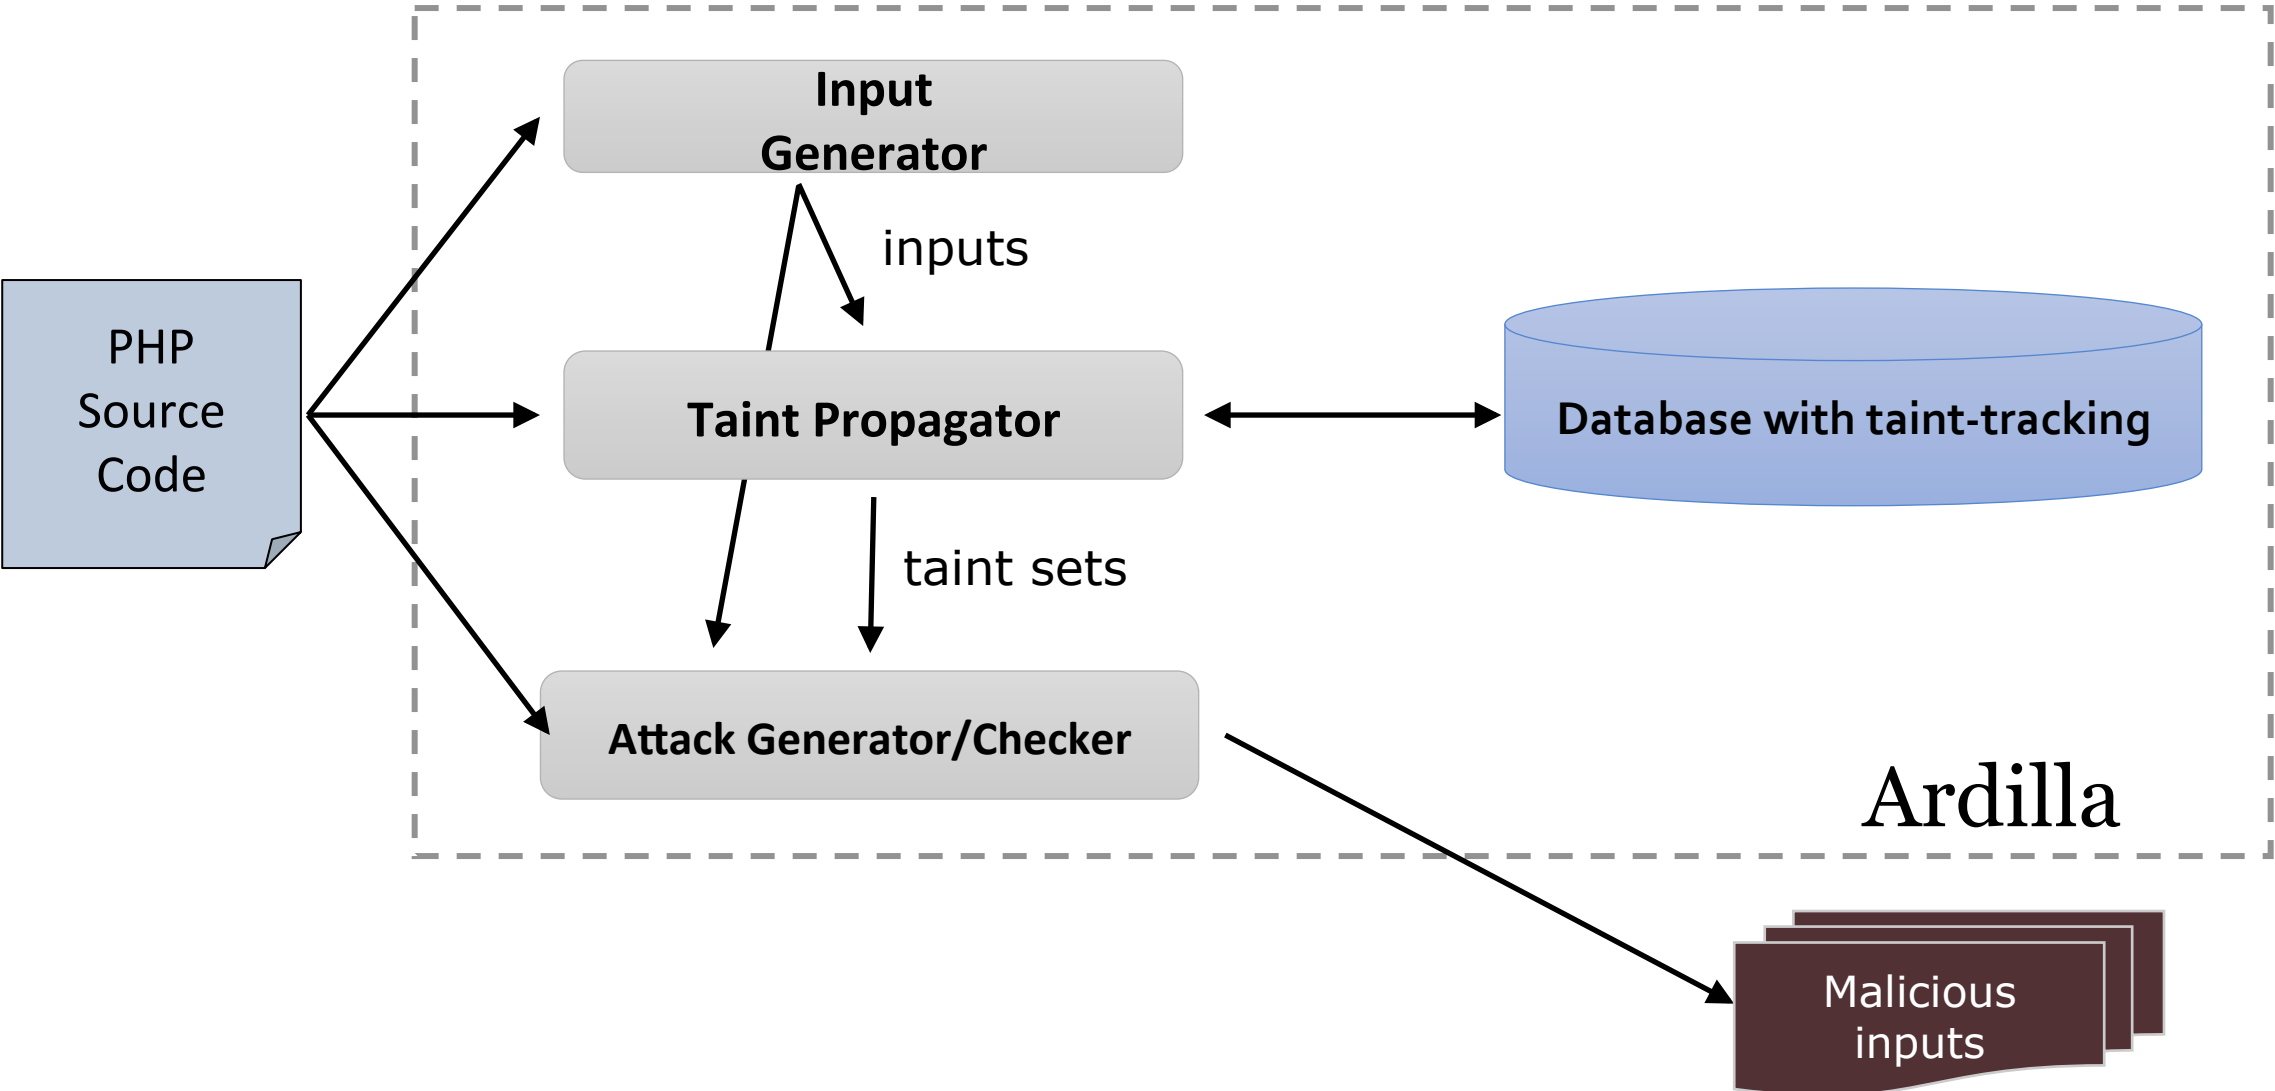 Input
Generator
inputs
PHP
Source
Code
Taint Propagator
Database with taint-tracking
taint sets
Attack Generator/Checker
Ardilla
Malicious
inputs